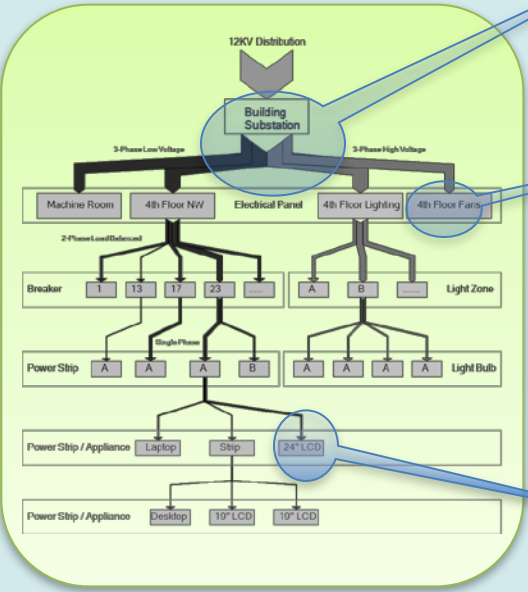 12KV Distribution
Building
Substation
3-Phase Low Voltage
3-Phase High Voltage
Machine Room
4th Floor NW
Electrical Panel
4th Floor Lighting
4th Floor Fans
2-Phase Load Balanced
Breaker
1
13
17
23
......
A
B
......
Light Zone
Single Phase
Power Strip
A
A
A
B
A
A
A
A
Light Bulb
Power Strip / Appliance
Laptop
Strip
24" LCD
Power Strip / Appliance
Desktop
19" LCD
19" LCD